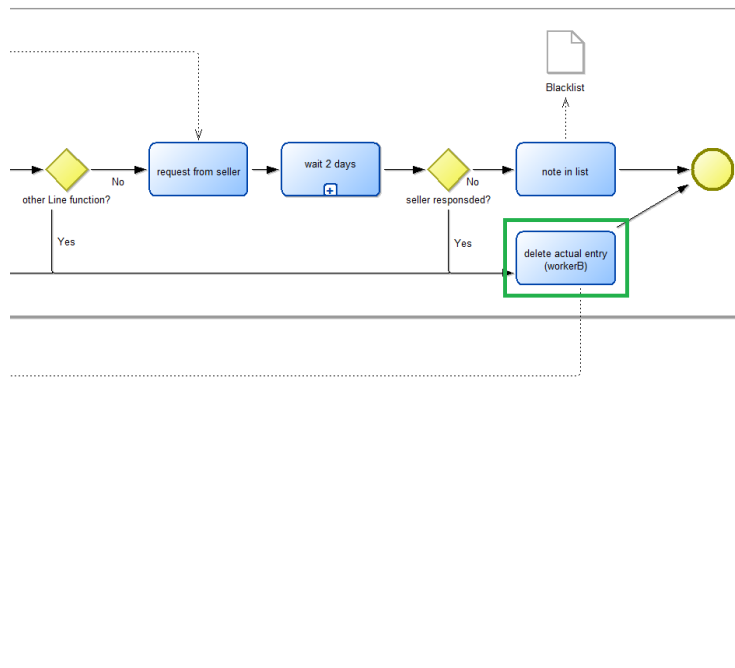 Blacklist
request from seller
wait 2 days
note in list
No
No
other Line function?
seller responsded?
Yes
Yes
delete actual entry
(workerB)